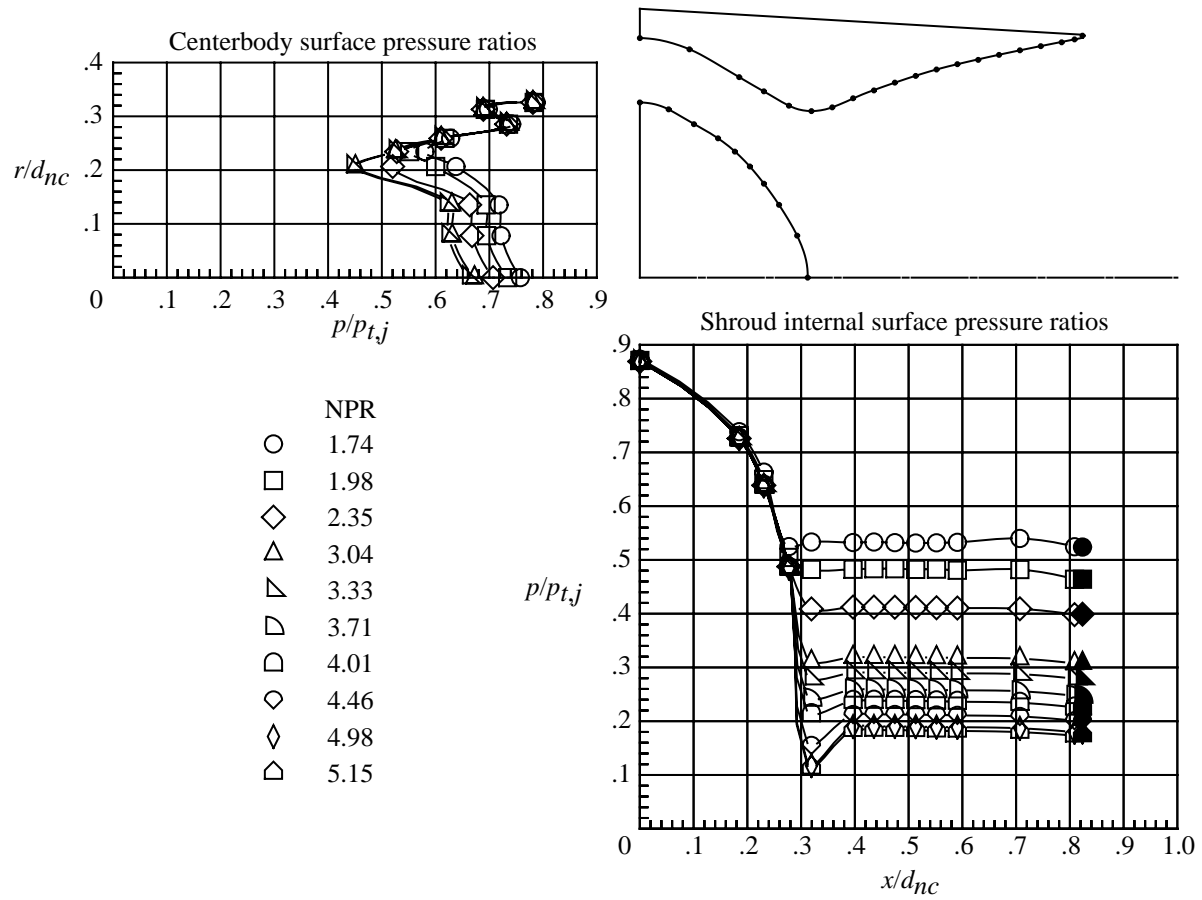 Centerbody surface pressure ratios
.4
.3
r/dnc .2
.1
0 .1 .2 .3 .4 .5 .6 .7 .8 .9
p/pt,j
NPR
1.74
1.98
2.35
3.04
3.33
3.71
4.01
4.46
4.98
5.15
Shroud internal surface pressure ratios
.9
.8
.7
.6
.5
p/pt,j
.4
.3
.2
.1
0 .1 .2 .3 .4 .5 .6 .7 .8 .9 1.0
x/dnc